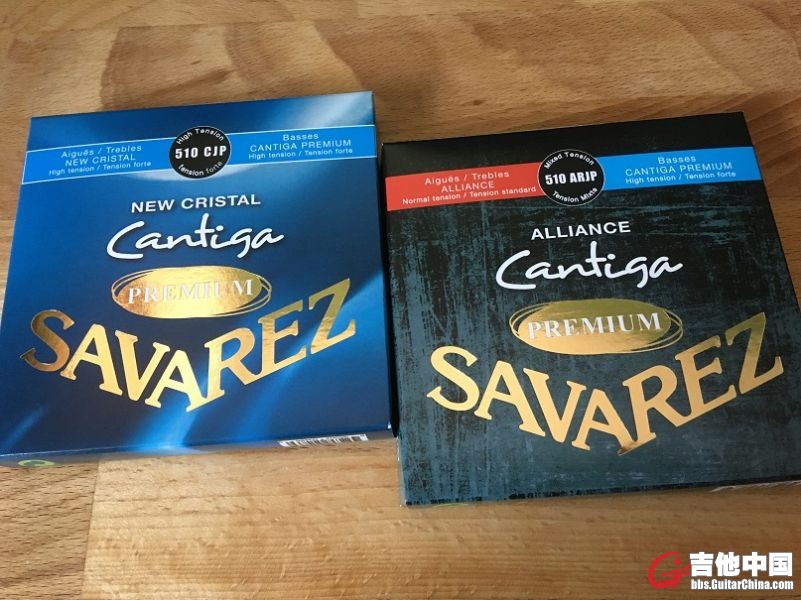 High Tension
510 CJP
tension forte
Aiguës / Trebles
NEW CRISTAL
High tension / Tension forte
Basses
CANTIGA PREMIUM
High tension / Tension forte
NEW CRISTAL
Cantiga
PREMIUM
SAVAREZ
Mixed Tension
510 ARJP
Tension Mixte
Aiguës / Trebles
ALLIANCE
Normal tension / Tension standard
Basses
CANTIGA PREMIUM
High tension / Tension forte
ALLIANCE
Cantiga
PREMIUM
SAVAREZ
吉他中国
bbs.GuitarChina.com